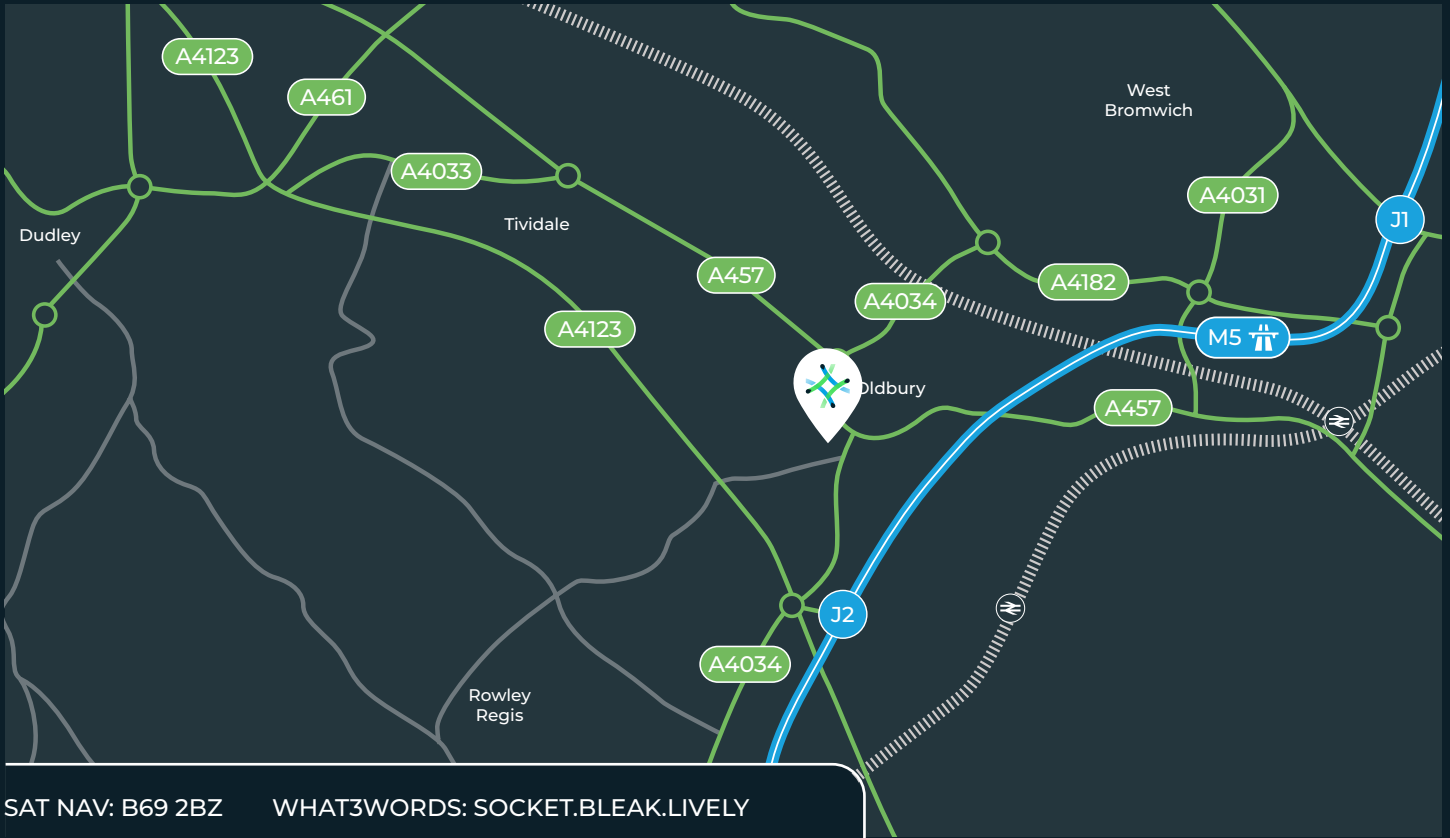 A4123
A461
West
Bromwich
A4033
A4031
J1
Tividale
Dudley
A457
A4182
A4034
A4123
M5
Oldbury
A457
J2
A4034
Rowley
Regis
SAT NAV: B69 2BZ
WHAT3WORDS: SOCKET.BLEAK.LIVELY